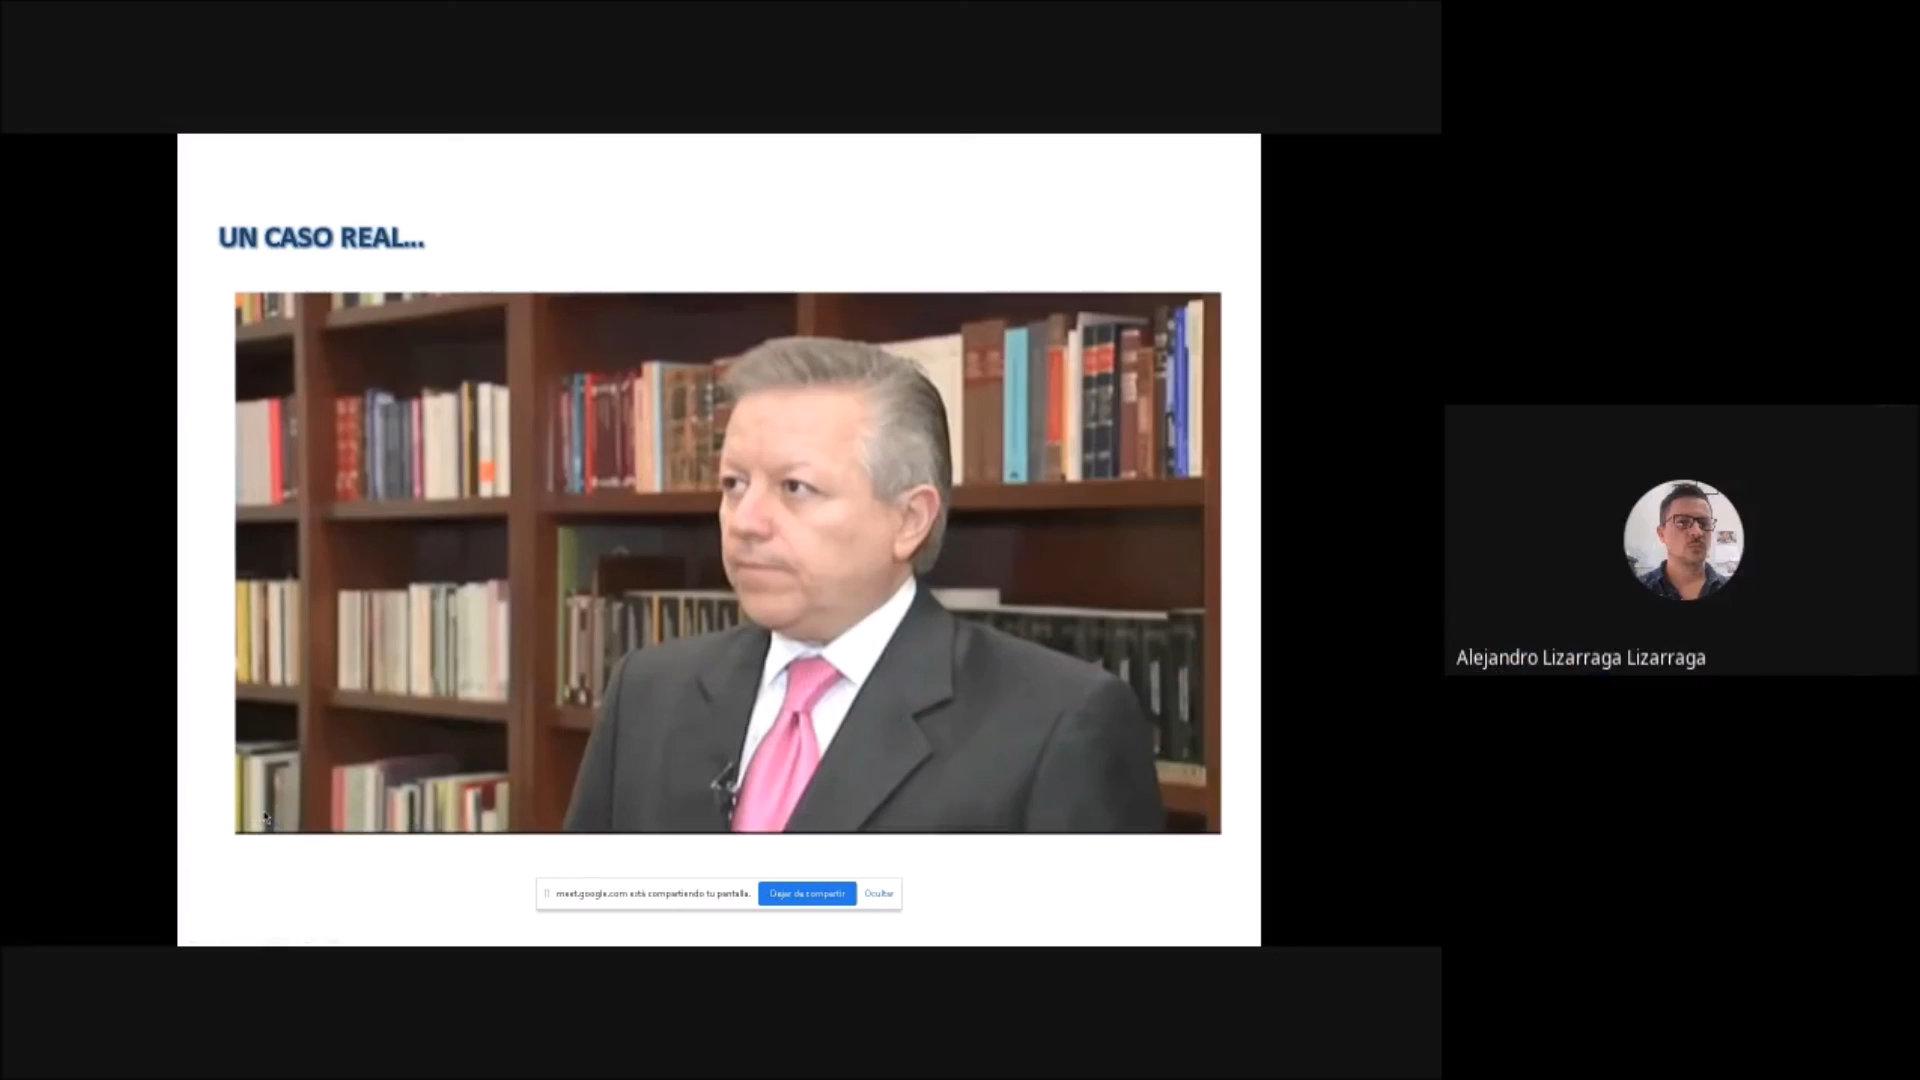 UN CASO REAL...
meet.google.com está compartiendo tu pantalla.
Dejar de compartir
Ocultar
Alejandro Lizarraga Lizarraga